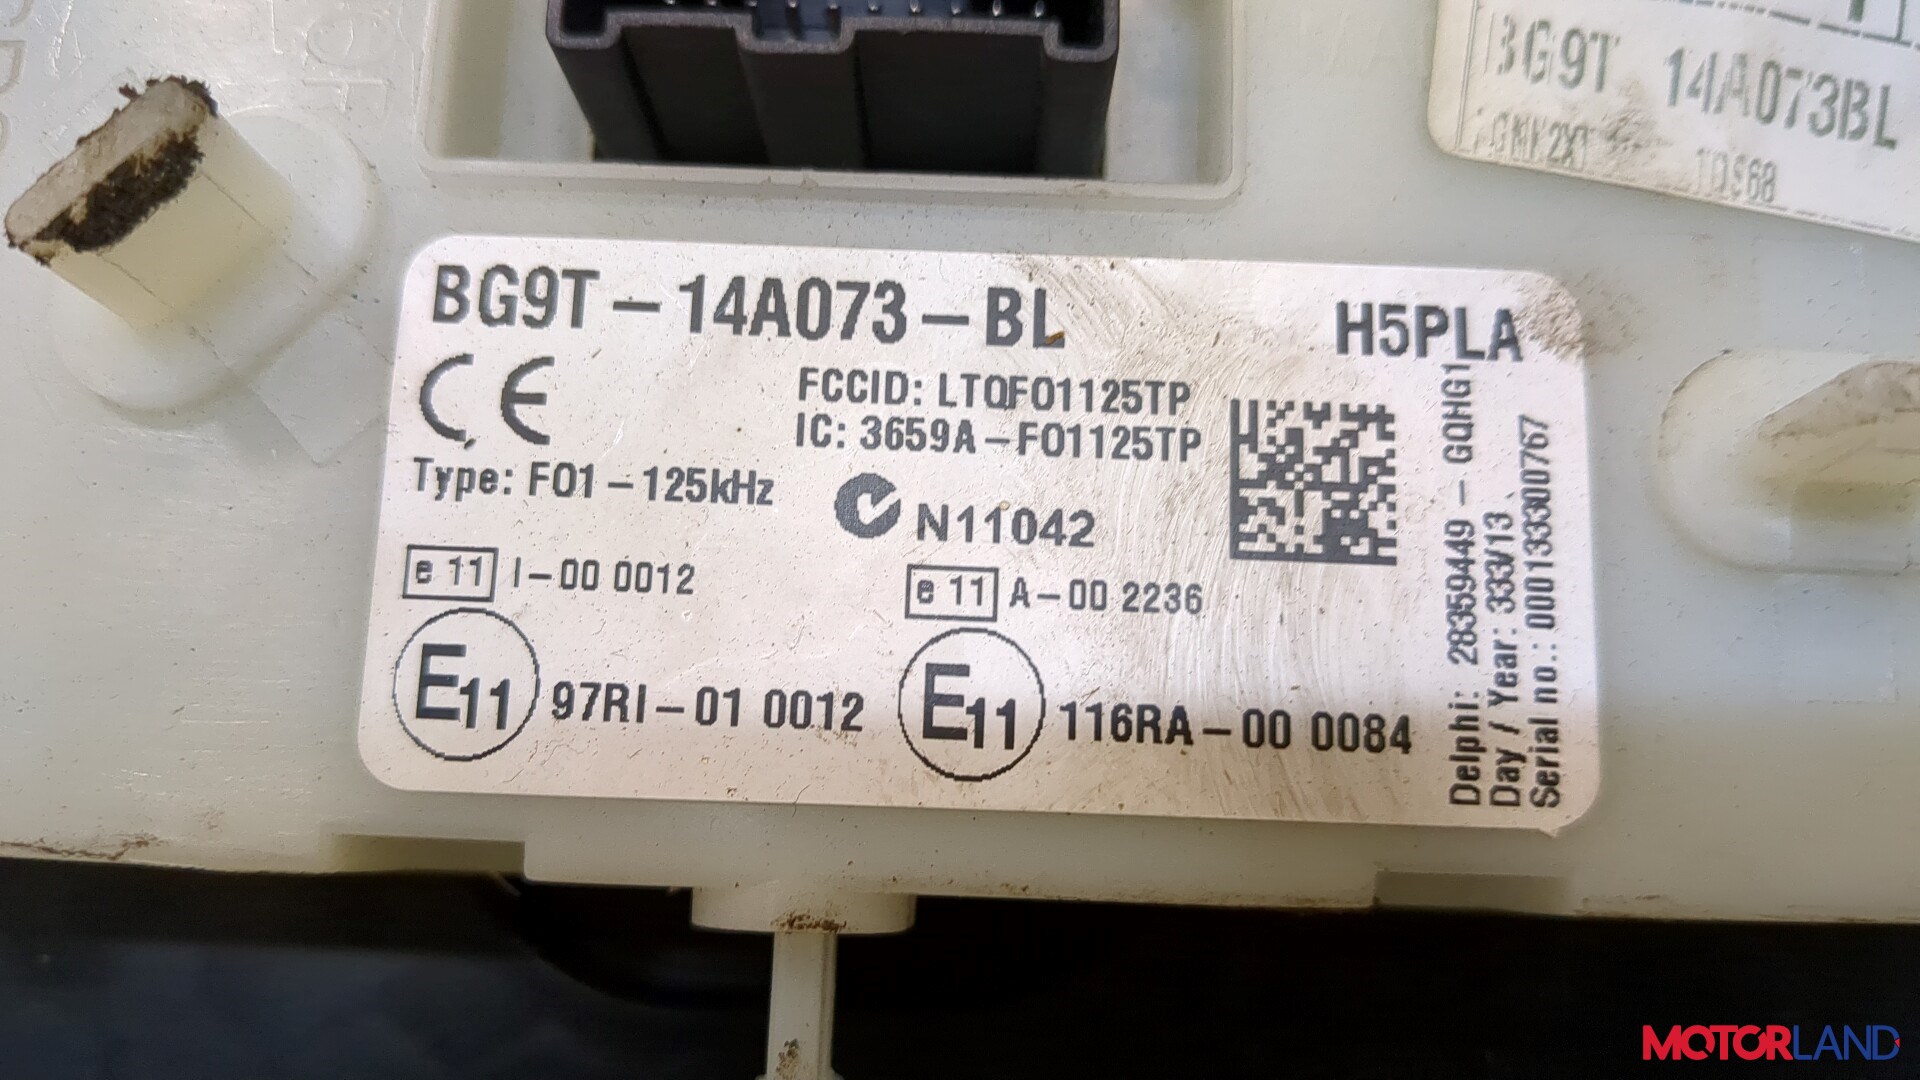 BG9T 14A073BL
BG9T-14A073-BL
H5PLA
CE
FCCID: LTQFO1125TP
IC: 3659A-FO1125TP
Type: FO1-125kHz
N11042
e 11 I-00 0012
e 11 A-00 2236
E11 97RI-01 0012
E11 116RA-00 0084
Delphi: 28359449 - GQHG1
Day / Year: 333/13
Serial no.: 0001333300767
MOTORLAND